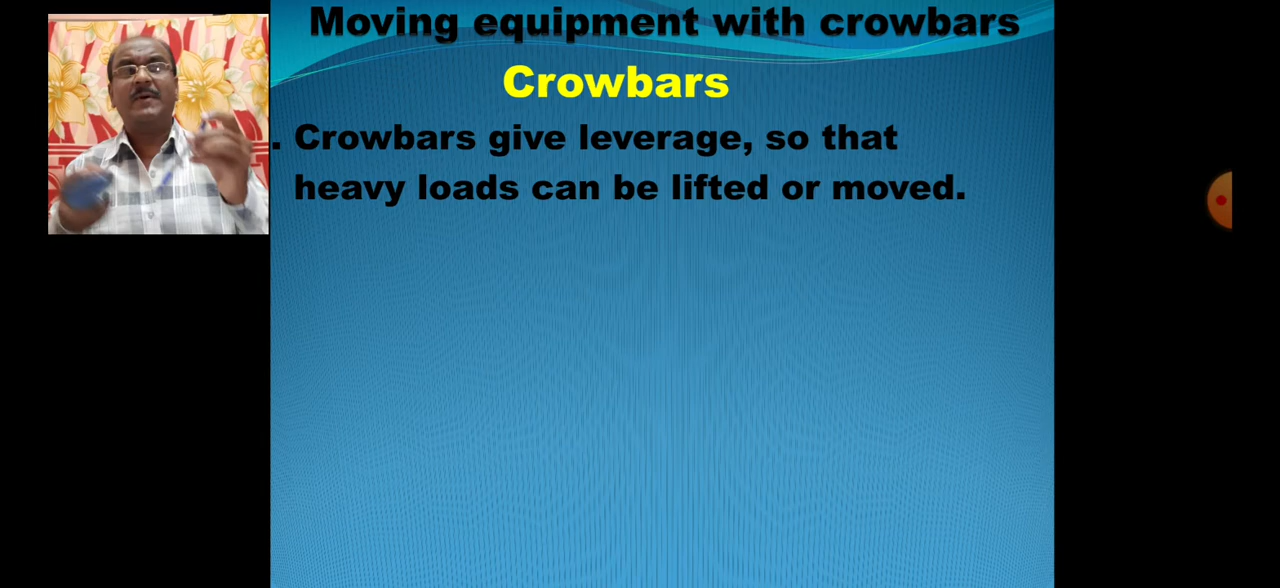 Moving equipment with crowbars
Crowbars
. Crowbars give leverage, so that
heavy loads can be lifted or moved.